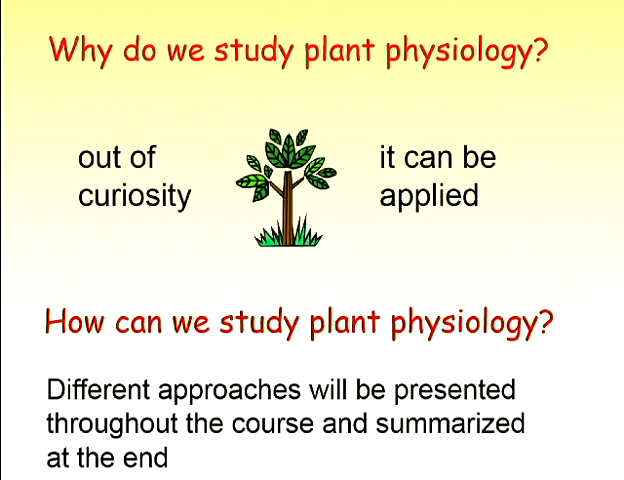 Why do we study plant physiology?
out of
curiosity
it can be
applied
How can we study plant physiology?
Different approaches will be presented
throughout the course and summarized
at the end